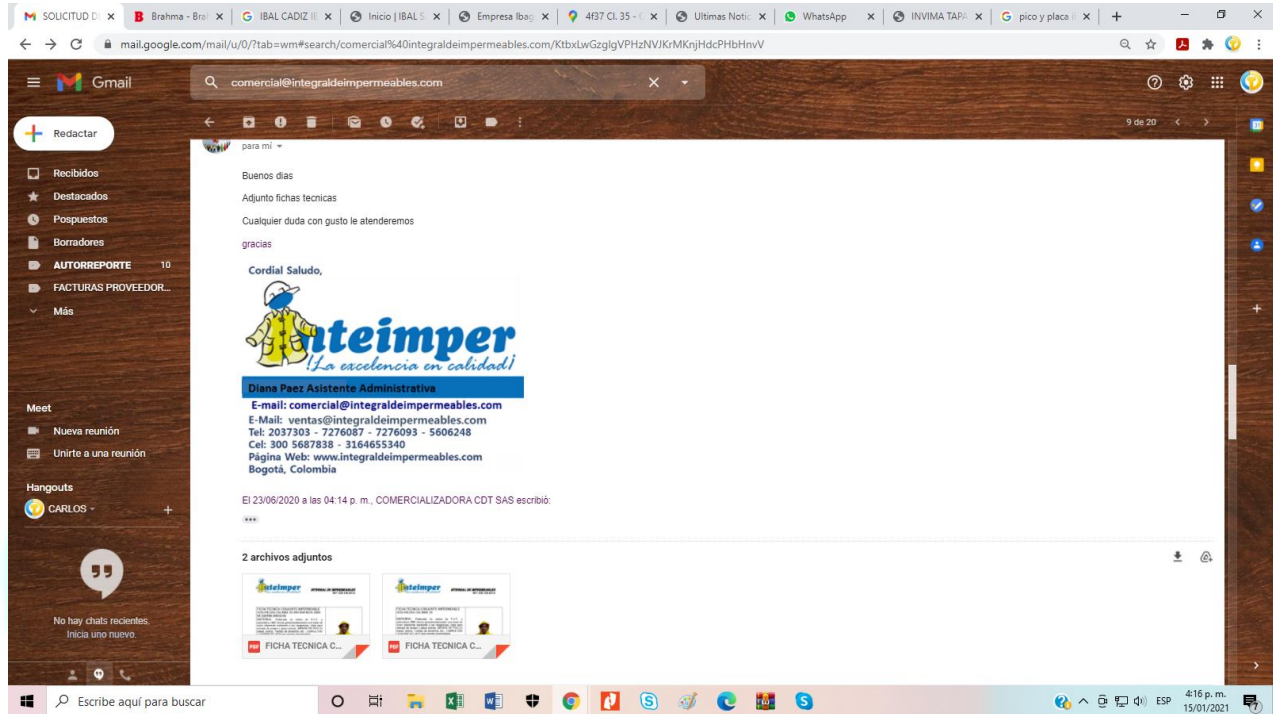 SOLICITUD DI
Brahma - Bra
IBAL CADIZ IB
Inicio | IBAL S.
Empresa Ibag
4f37 Cl. 35 - C
Ultimas Notic
WhatsApp
INVIMA TAPA
pico y placa i
mail.google.com/mail/u/0/?tab=wm#search/comercial%40integraldeimpermeables.com/KtbxLwGzglgVPHzNVJKrMKnjHdcPHbHnvV
Gmail
comercial@integraldeimpermeables.com
Redactar
9 de 20
para mí
Recibidos
Destacados
Pospuestos
Borradores
AUTORREPORTE 10
FACTURAS PROVEEDOR...
Más
Buenos dias
Adjunto fichas tecnicas
Cualquier duda con gusto le atenderemos
gracias
Cordial Saludo,
Inteimper
!La excelencia en calidad¡
Diana Paez Asistente Administrativa
E-mail: comercial@integraldeimpermeables.com
E-Mail: ventas@integraldeimpermeables.com
Tel: 2037303 - 7276087 - 7276093 - 5606248
Cel: 300 5687838 - 3164655340
Página Web: www.integraldeimpermeables.com
Bogotá, Colombia
El 23/06/2020 a las 04:14 p. m., COMERCIALIZADORA CDT SAS escribió:
2 archivos adjuntos
Inteimper
PDF FICHA TECNICA C...
Inteimper
PDF FICHA TECNICA C...
Meet
Nueva reunión
Unirte a una reunión
Hangouts
CARLOS
No hay chats recientes.
Inicia uno nuevo.
Escribe aquí para buscar
ESP
4:16 p. m.
15/01/2021